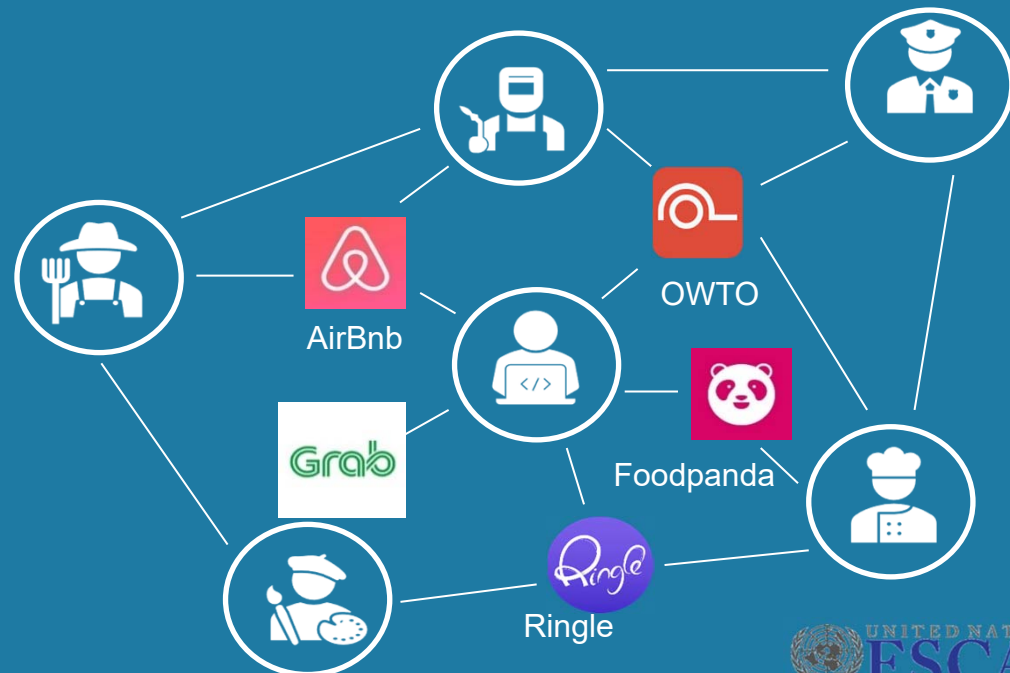 OWTO
AirBnb
</>
Grab
Foodpanda
Ringle
Ringle
UNITED NAT
ESCA